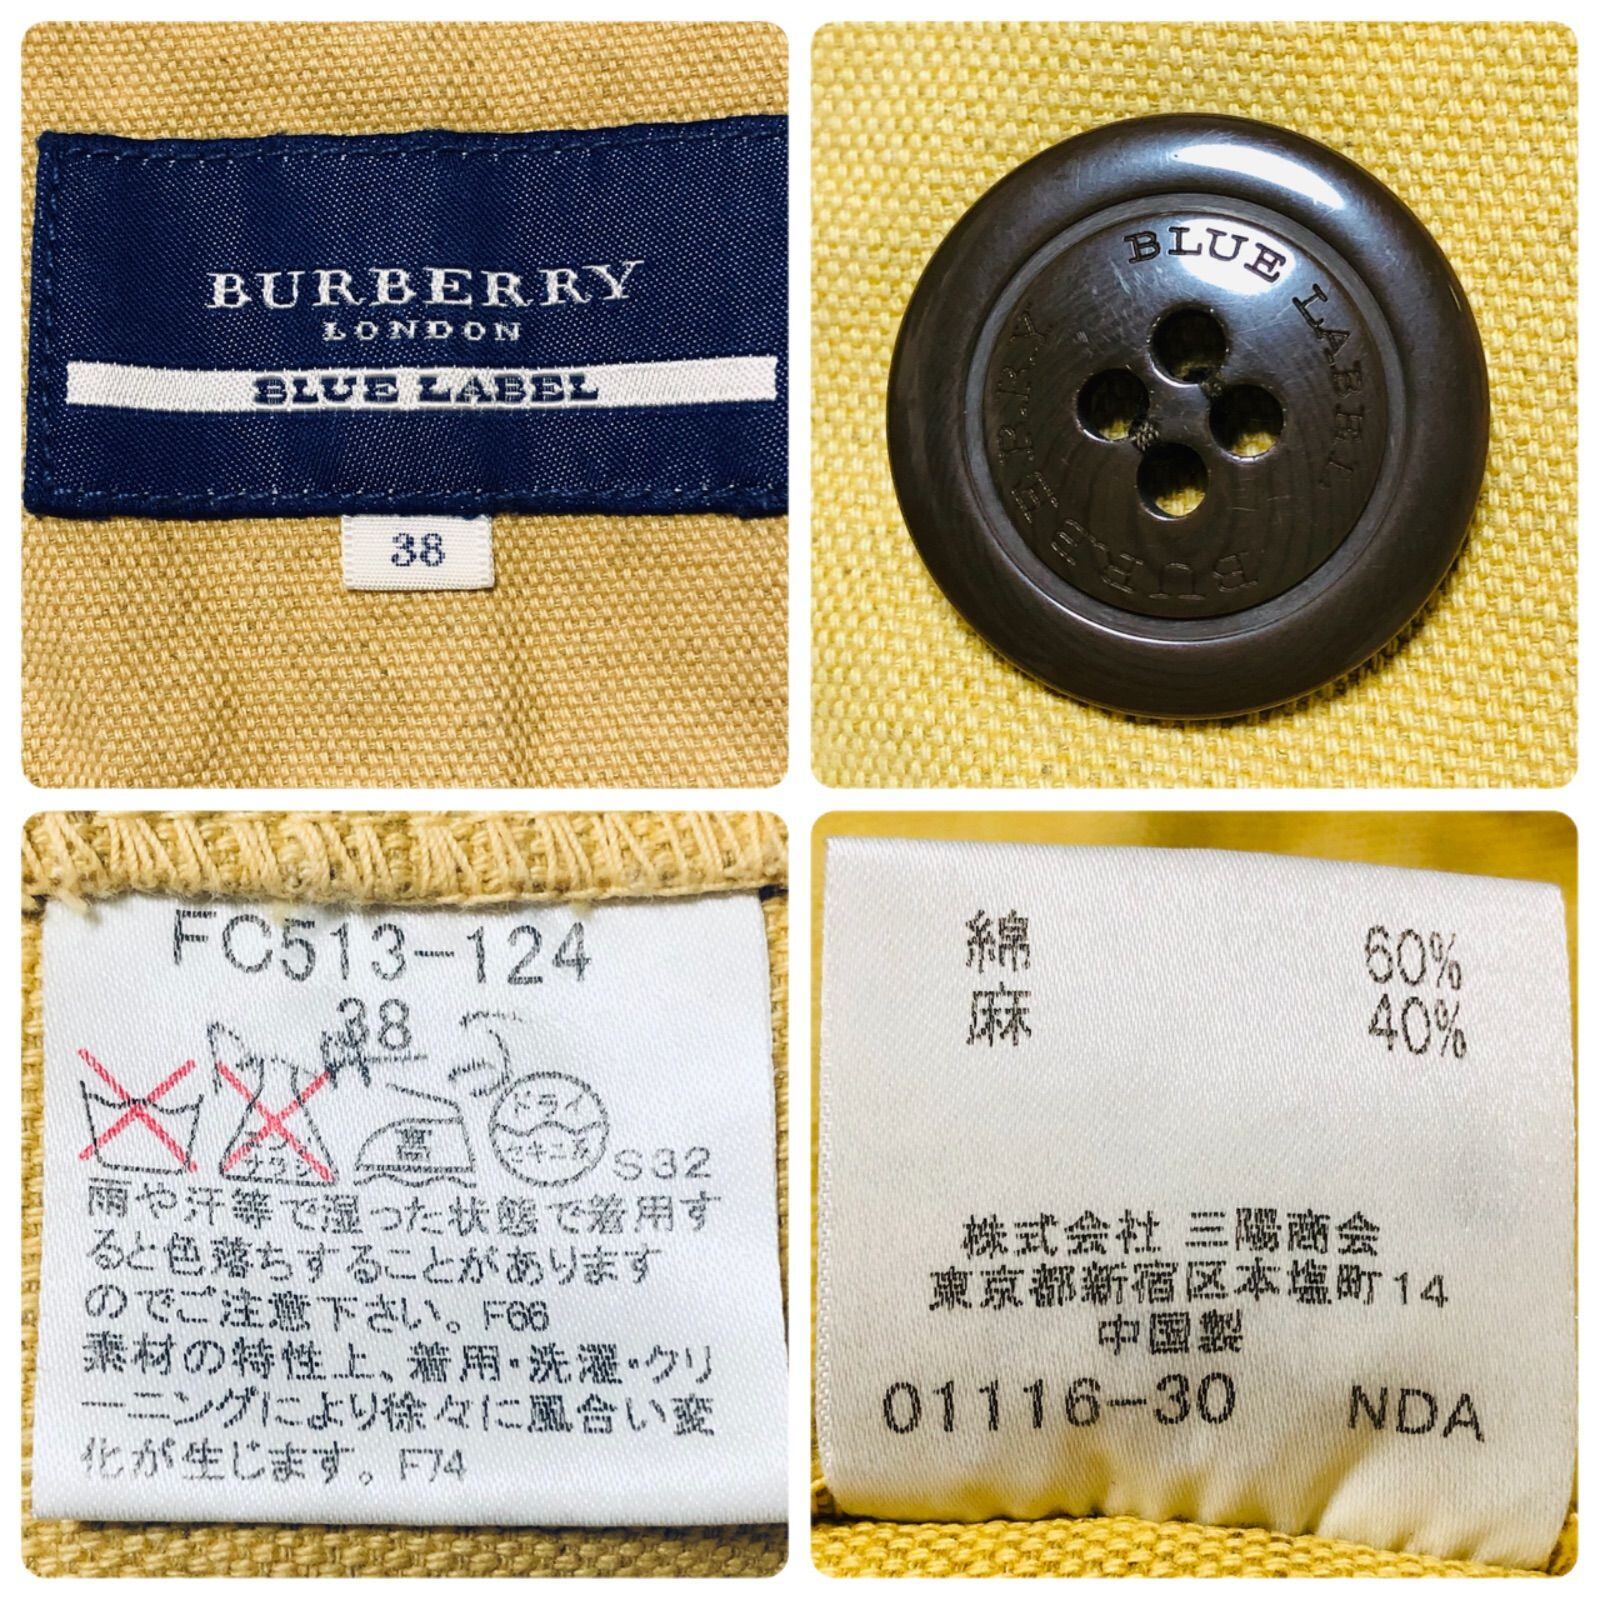 BURBERRY
LONDON
BLUE LABEL
38
BLUE LABEL
BURBERRY
FC513-124
38
ドライ
セキユ系
S32
雨や汗等で湿った状態で着用す
ると色落ちすることがあります
のでご注意下さい。F66
素材の特性上、着用・洗濯・クリ
ーニングにより徐々に風合い変
化が生じます。F74
綿 60%
麻 40%
株式会社 三陽商会
東京都新宿区本塩町14
中国製
01116-30 NDA